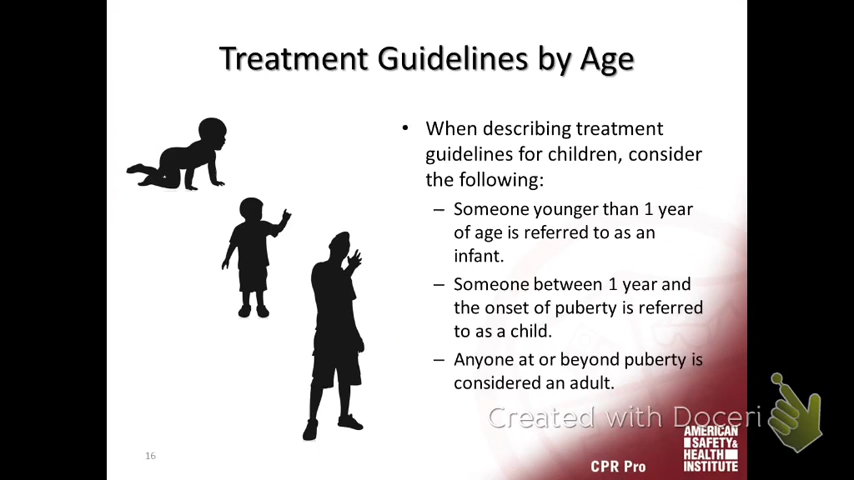 Treatment Guidelines by Age
• When describing treatment
guidelines for children, consider
the following:
– Someone younger than 1 year
of age is referred to as an
infant.
– Someone between 1 year and
the onset of puberty is referred
to as a child.
– Anyone at or beyond puberty is
considered an adult.
Created with Doceri
16
CPR Pro
AMERICAN
SAFETY&
HEALTH
INSTITUTE